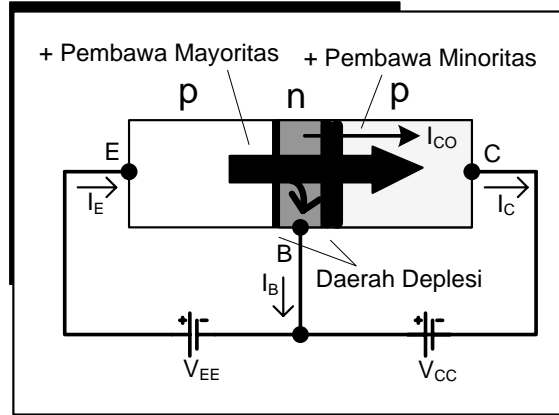 + Pembawa Mayoritas
+ Pembawa Minoritas
p
n
p
I_CO
E
C
I_E
I_C
B
Daerah Deplesi
I_B
+
-
+
-
V_EE
V_CC